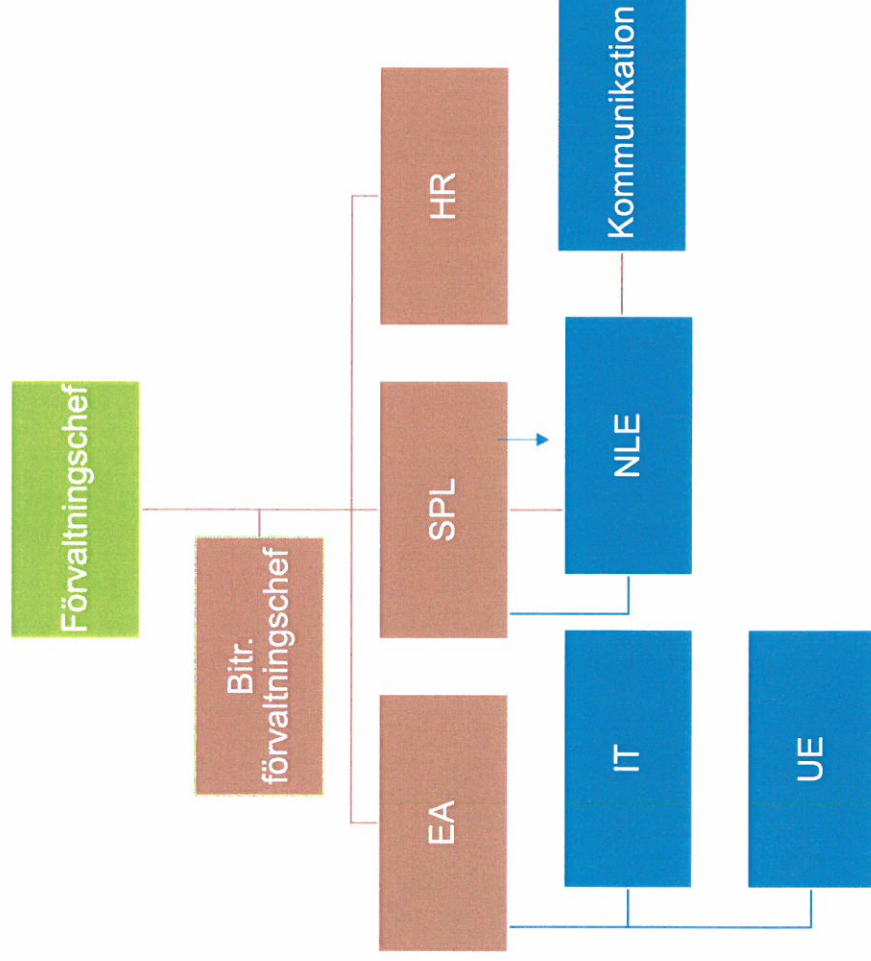 Förvaltningschef
Bitr.
förvaltningschef
EA
SPL
HR
IT
NLE
Kommunikation
UE